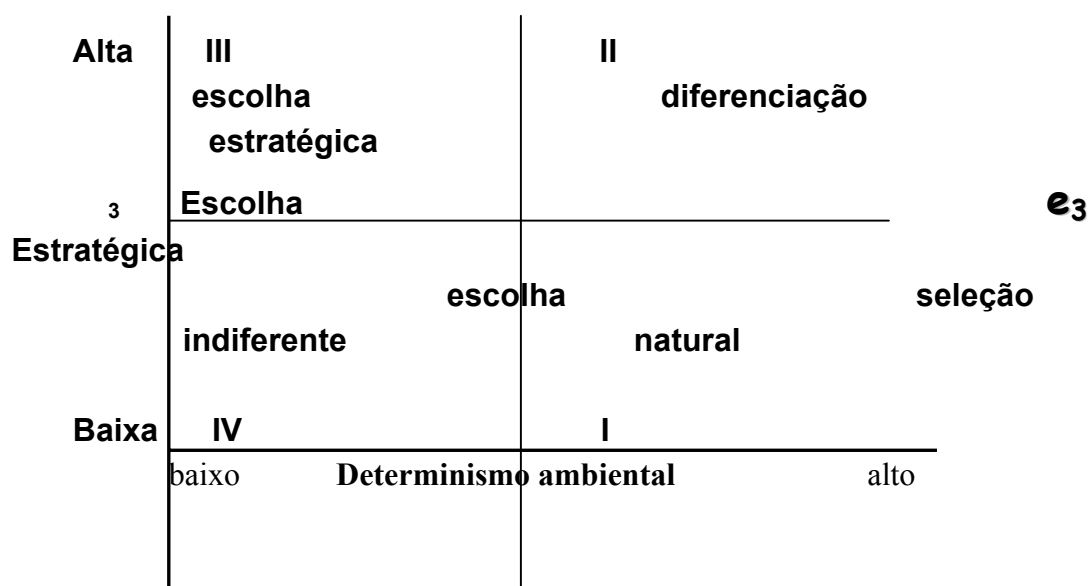 Alta III II
escolha diferenciação
estratégica
3 Escolha e3
Estratégica
escolha seleção
indiferente natural
Baixa IV I
baixo Determinismo ambiental alto